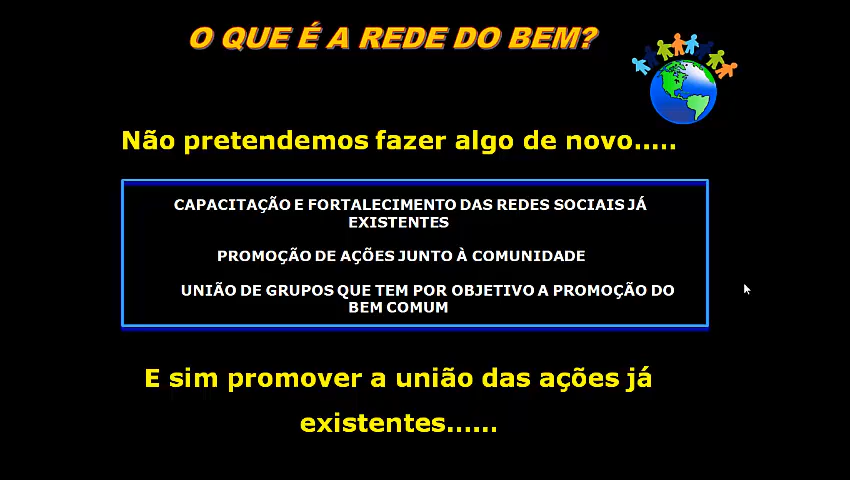 O QUE É A REDE DO BEM?
Não pretendemos fazer algo de novo.....
CAPACITAÇÃO E FORTALECIMENTO DAS REDES SOCIAIS JÁ
EXISTENTES
PROMOÇÃO DE AÇÕES JUNTO À COMUNIDADE
UNIÃO DE GRUPOS QUE TEM POR OBJETIVO A PROMOÇÃO DO
BEM COMUM
E sim promover a união das ações já
existentes......